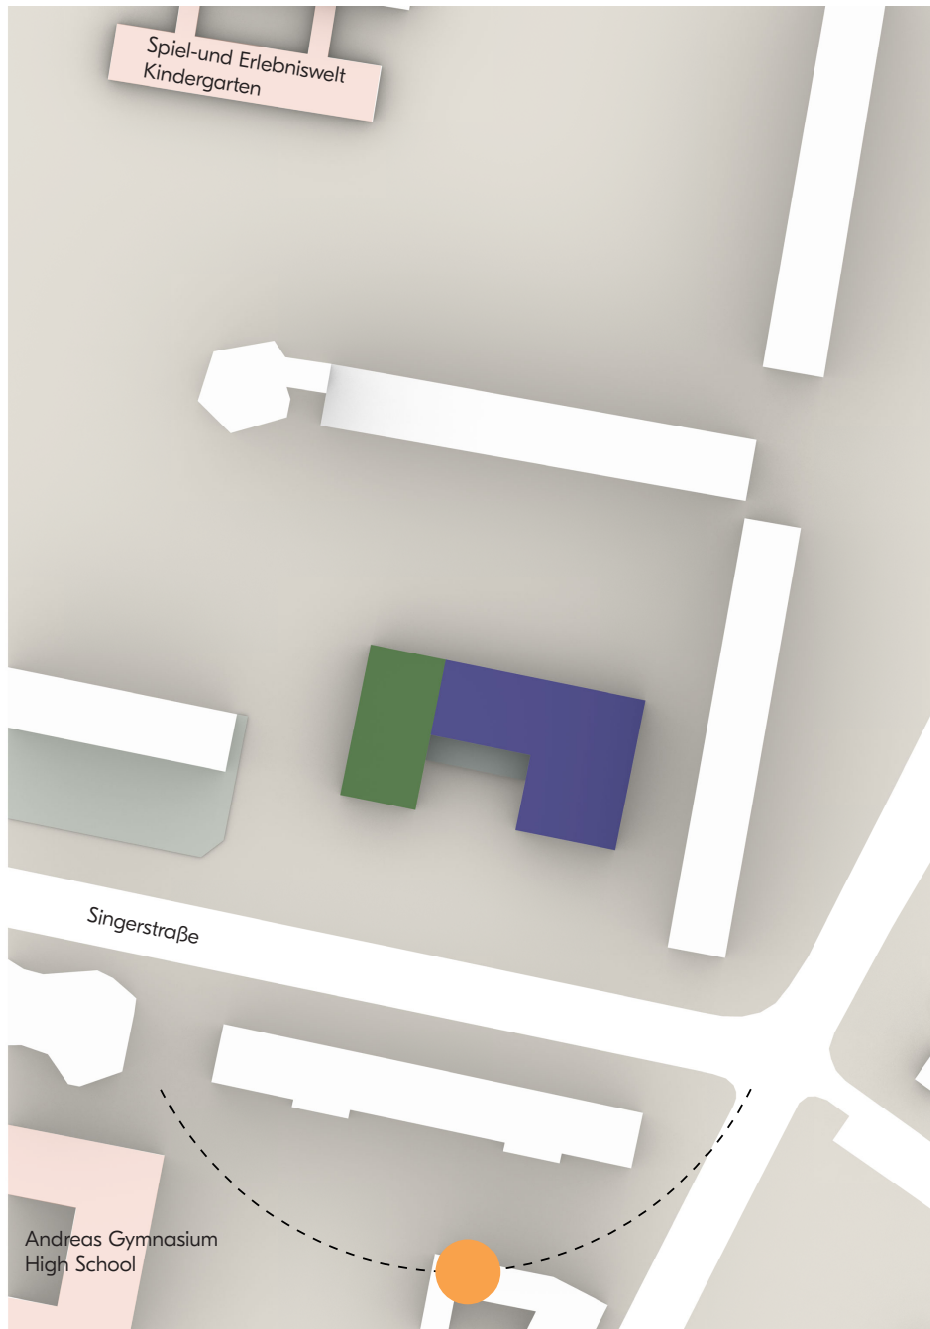 Spiel-und Erlebniswelt
Kindergarten
Singerstraße
Andreas Gymnasium
High School